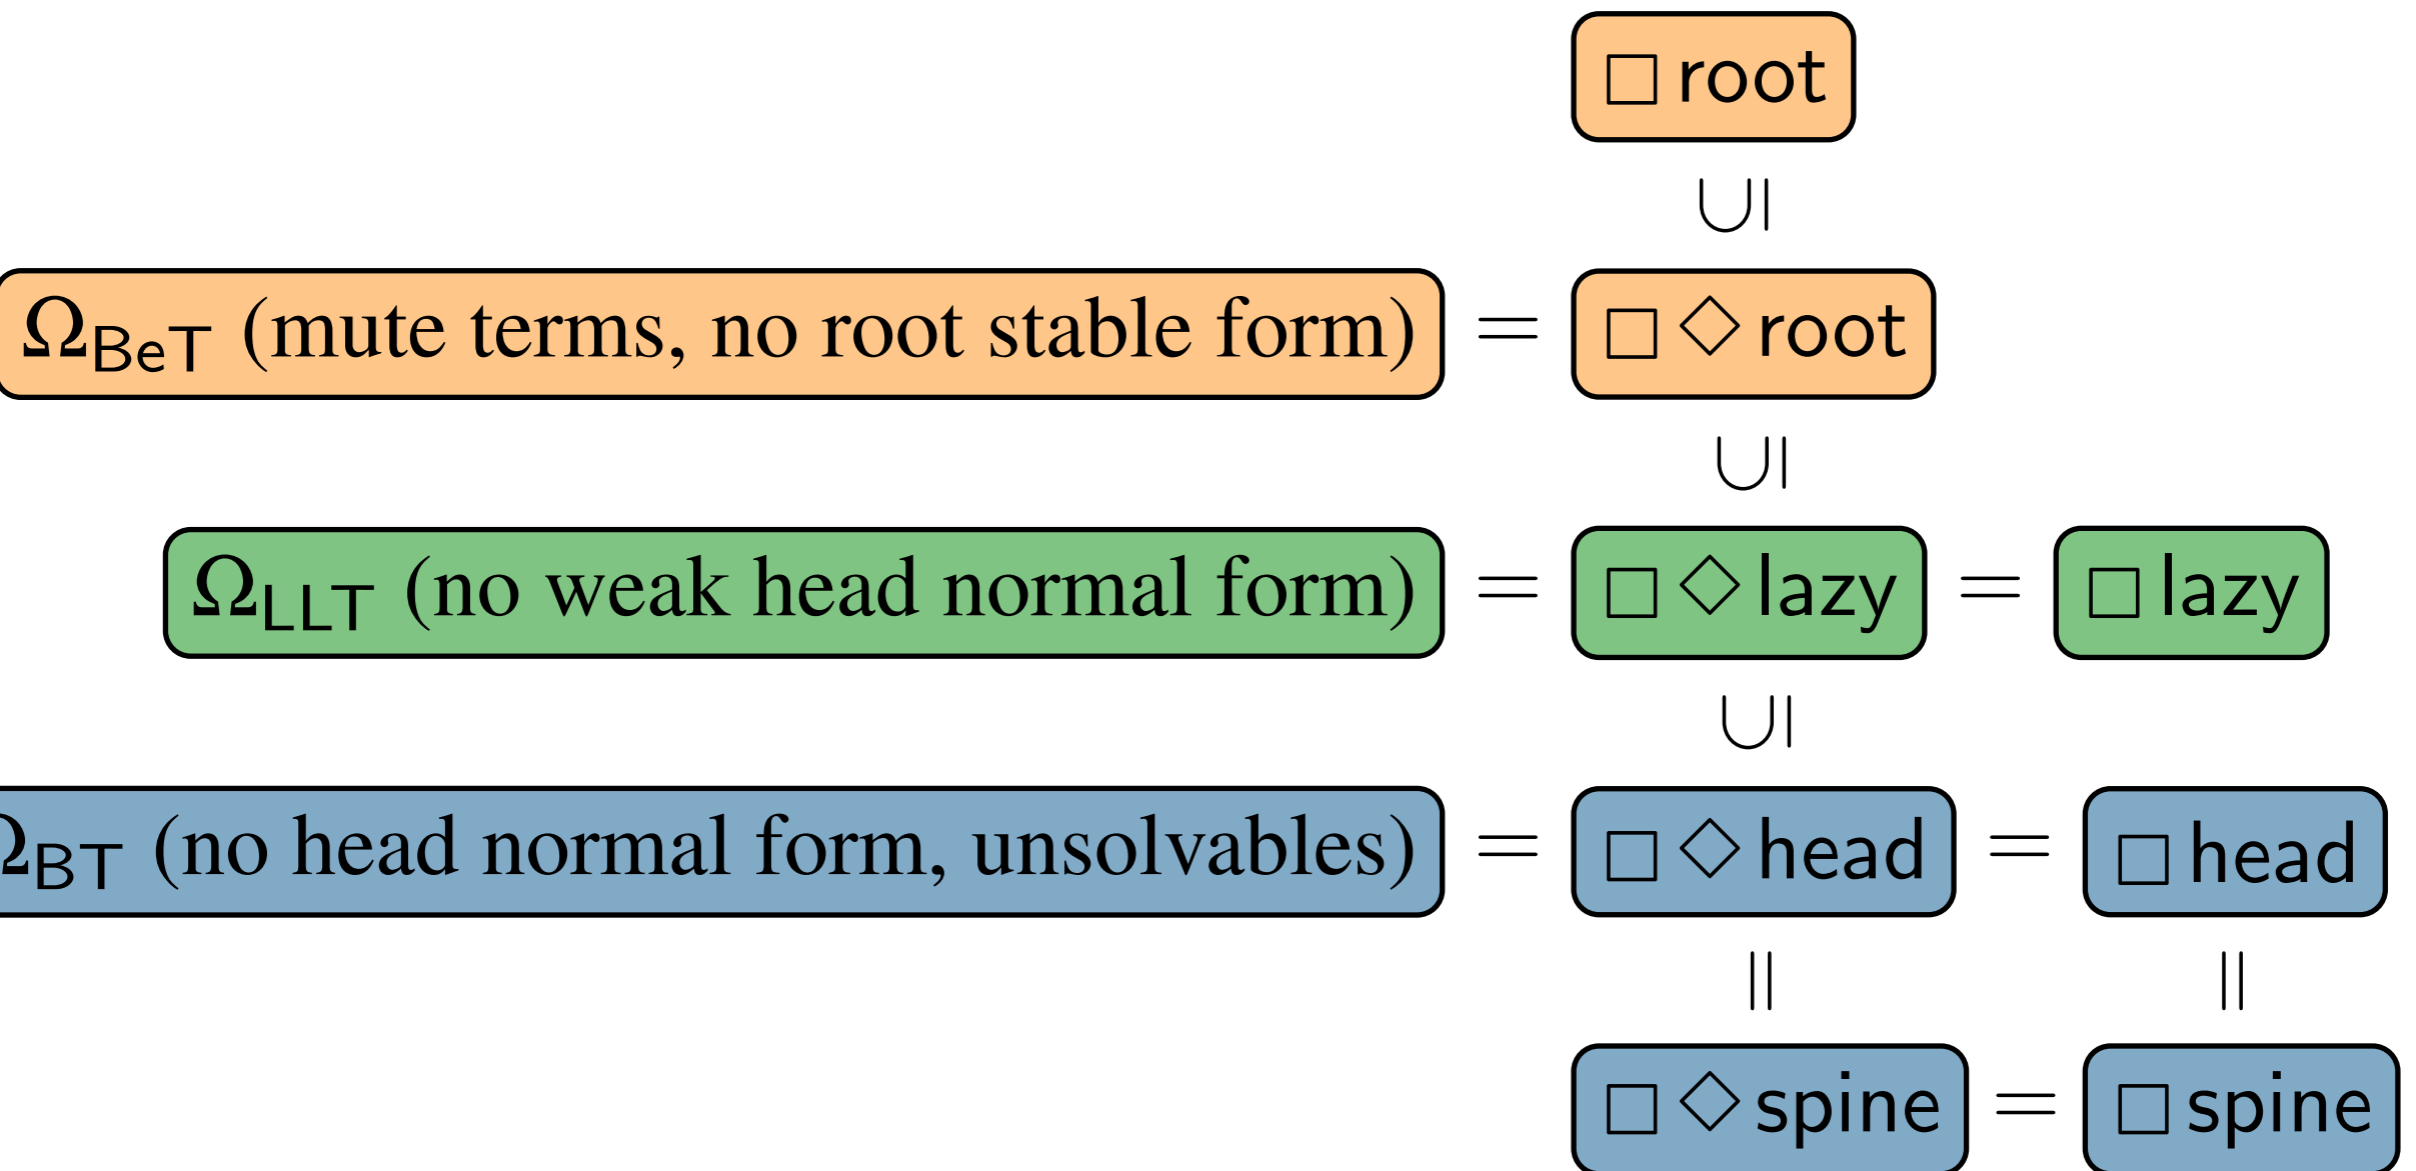 □ root
∪|
Ω_BeT (mute terms, no root stable form) = □ ◇ root
∪|
Ω_LLT (no weak head normal form) = □ ◇ lazy = □ lazy
∪|
Ω_BT (no head normal form, unsolvables) = □ ◇ head = □ head
|| ||
□ ◇ spine = □ spine